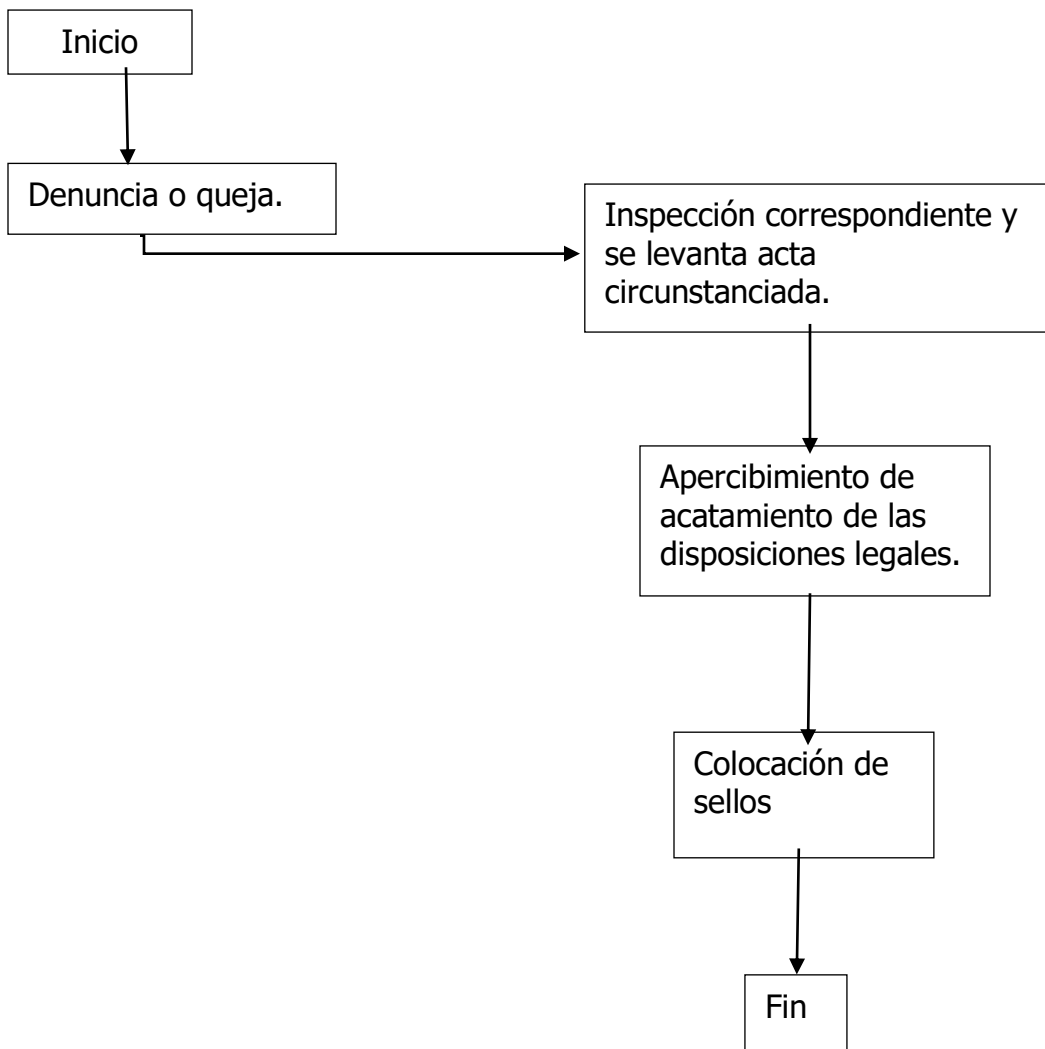 Inicio
Denuncia o queja.
Inspección correspondiente y
se levanta acta
circunstanciada.
Apercibimiento de
acatamiento de las
disposiciones legales.
Colocación de
sellos
Fin